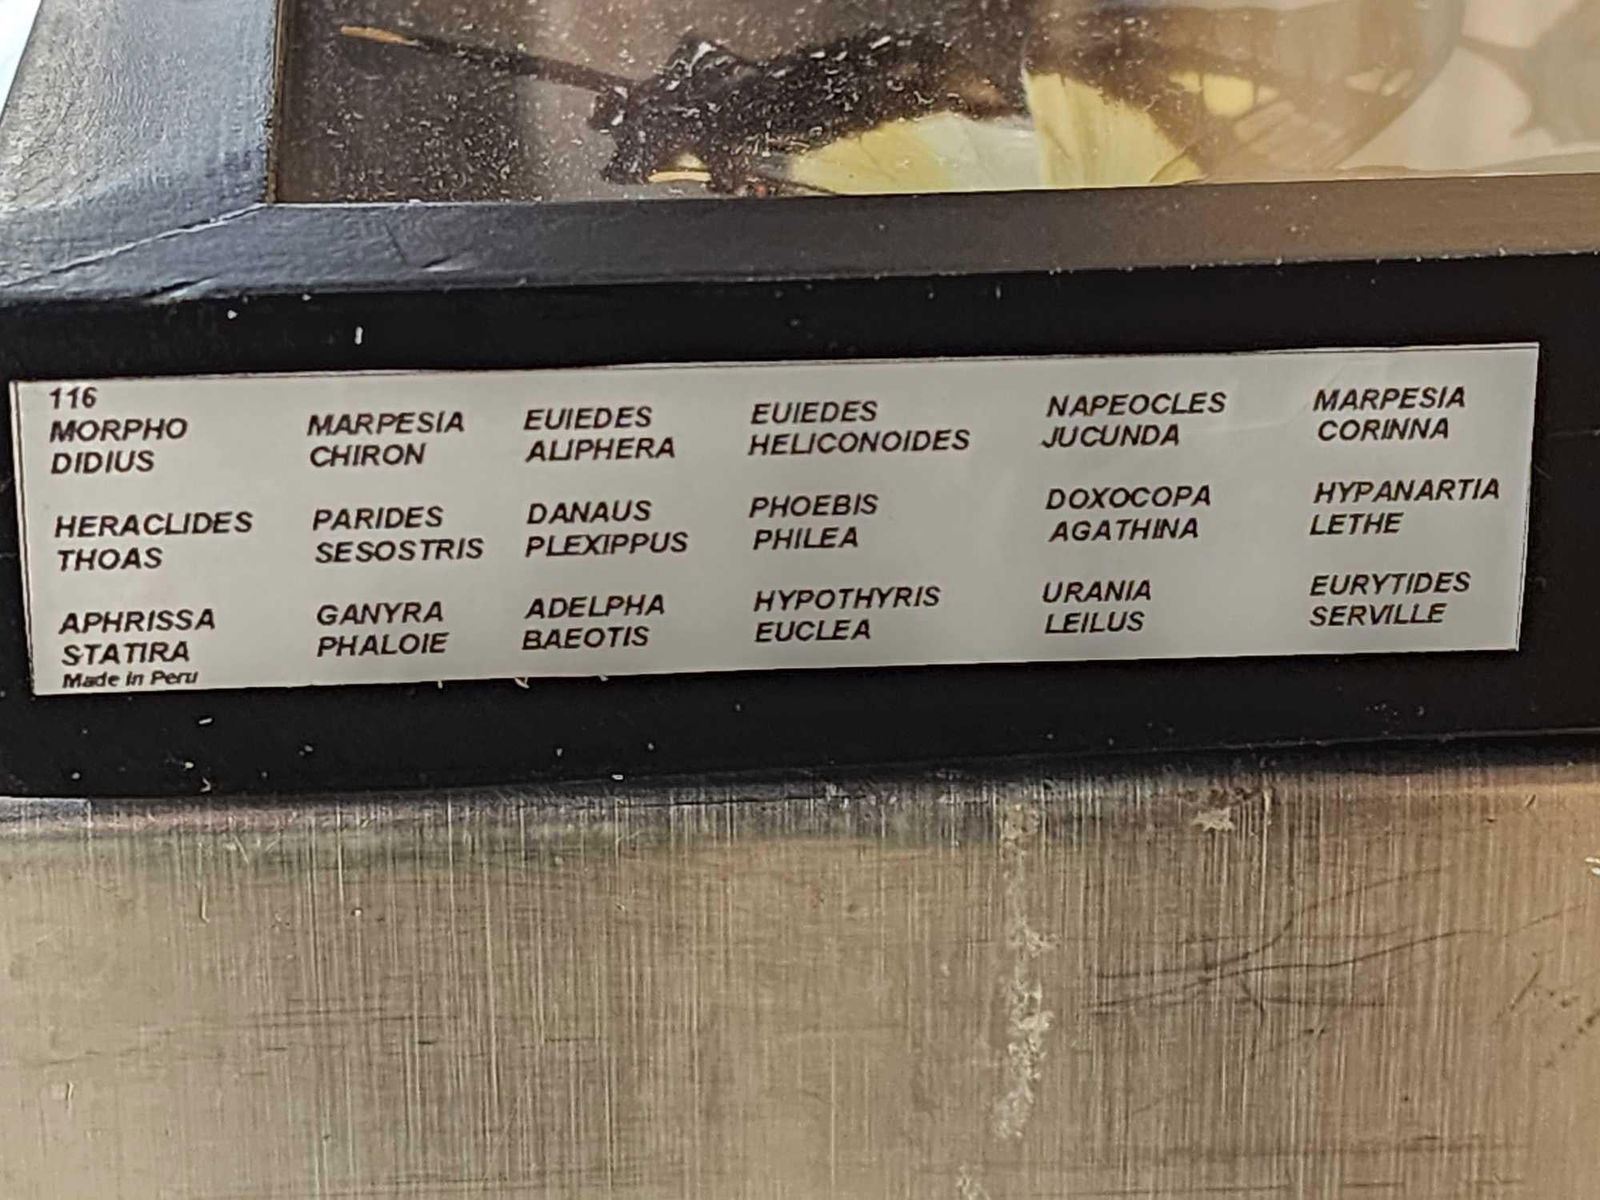 116
MORPHO MARPESIA EUIEDES EUIEDES NAPEOCLES MARPESIA
DIDIUS CHIRON ALIPHERA HELICONOIDES JUCUNDA CORINNA
HERACLIDES PARIDES DANAUS PHOEBIS DOXOCOPA HYPANARTIA
THOAS SESOSTRIS PLEXIPPUS PHILEA AGATHINA LETHE
APHRISSA GANYRA ADELPHA HYPOTHYRIS URANIA EURYTIDES
STATIRA PHALOIE BAEOTIS EUCLEA LEILUS SERVILLE
Made In Peru